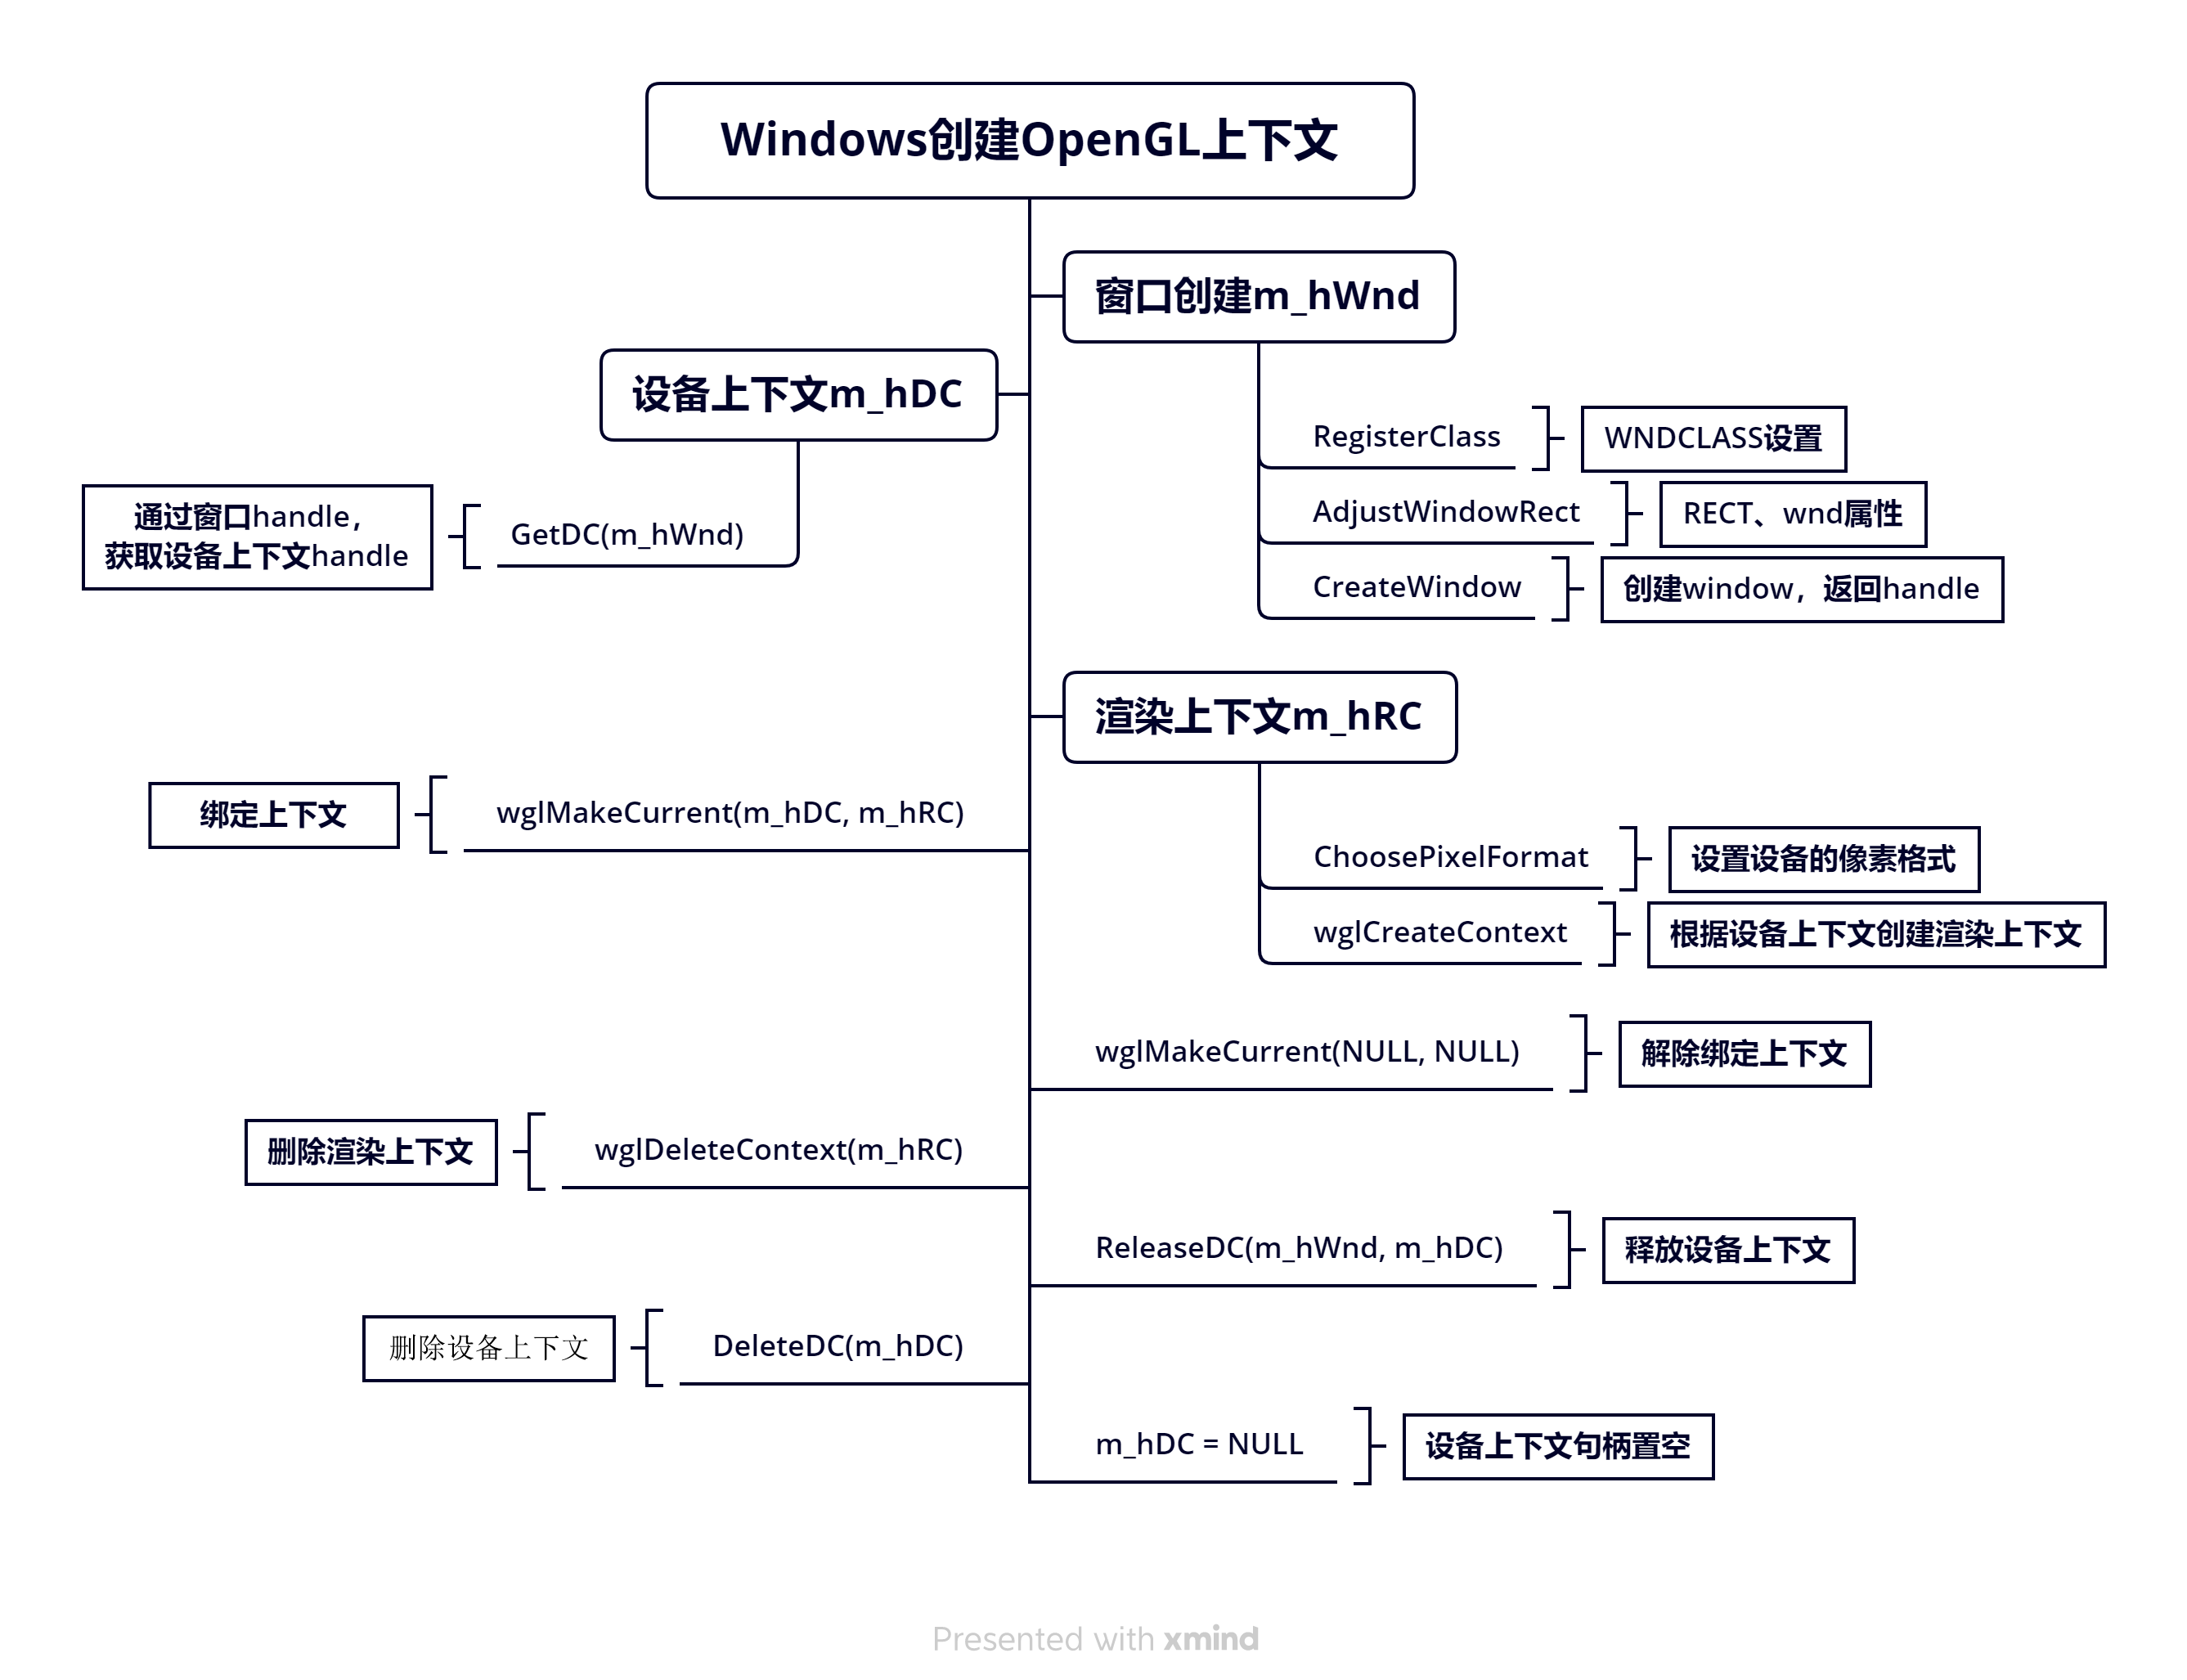 Windows创建OpenGL上下文
窗口创建m_hWnd
设备上下文m_hDC
RegisterClass
WNDCLASS设置
AdjustWindowRect
RECT、wnd属性
CreateWindow
创建window，返回handle
通过窗口handle，
获取设备上下文handle
GetDC(m_hWnd)
渲染上下文m_hRC
绑定上下文
wglMakeCurrent(m_hDC, m_hRC)
ChoosePixelFormat
设置设备的像素格式
wglCreateContext
根据设备上下文创建渲染上下文
wglMakeCurrent(NULL, NULL)
解除绑定上下文
删除渲染上下文
wglDeleteContext(m_hRC)
ReleaseDC(m_hWnd, m_hDC)
释放设备上下文
删除设备上下文
DeleteDC(m_hDC)
m_hDC = NULL
设备上下文句柄置空
Presented with xmind